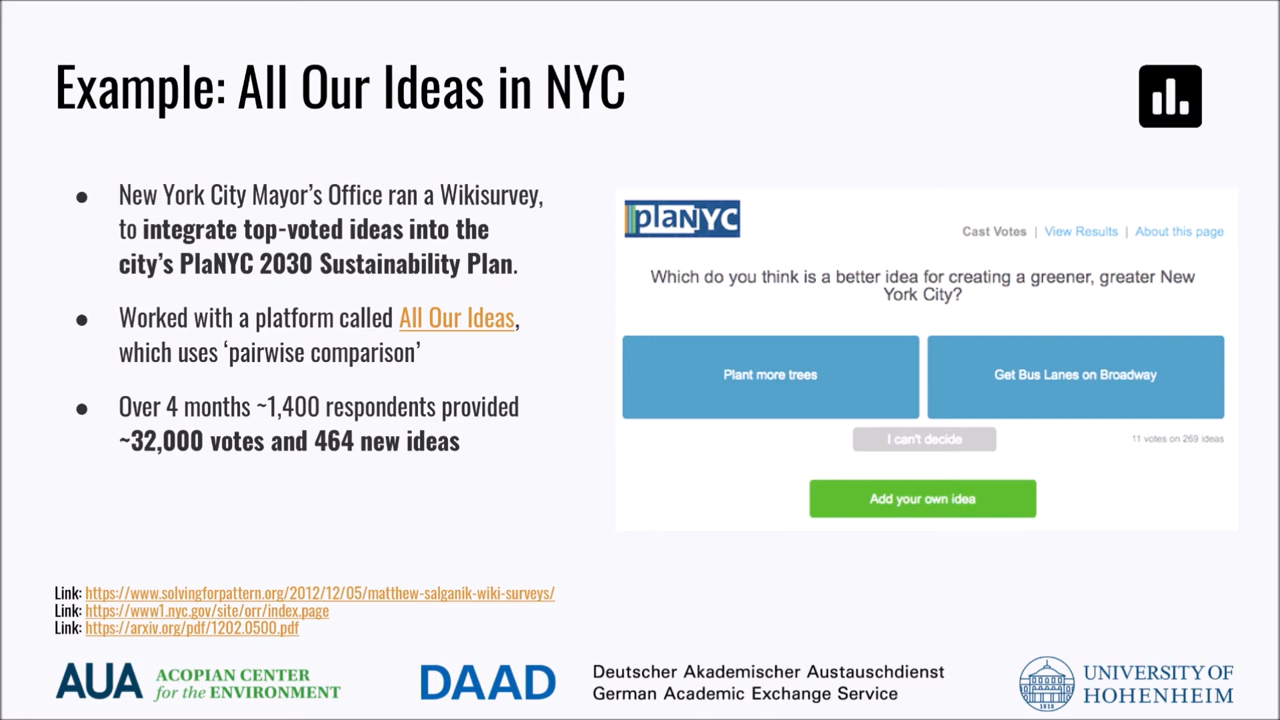 Example: All Our Ideas in NYC
● New York City Mayor’s Office ran a Wikisurvey,
to integrate top-voted ideas into the
city’s PlaNYC 2030 Sustainability Plan.
● Worked with a platform called All Our Ideas,
which uses ‘pairwise comparison’
● Over 4 months ~1,400 respondents provided
~32,000 votes and 464 new ideas
plaNYC
Cast Votes | View Results | About this page
Which do you think is a better idea for creating a greener, greater New
York City?
Plant more trees
Get Bus Lanes on Broadway
I can't decide
11 votes on 269 ideas
Add your own idea
Link: https://www.solvingforpattern.org/2012/12/05/matthew-salganik-wiki-surveys/
Link: https://www1.nyc.gov/site/orr/index.page
Link: https://arxiv.org/pdf/1202.0500.pdf
AUA ACOPIAN CENTER
for the ENVIRONMENT
DAAD
Deutscher Akademischer Austauschdienst
German Academic Exchange Service
1818
UNIVERSITY OF
HOHENHEIM